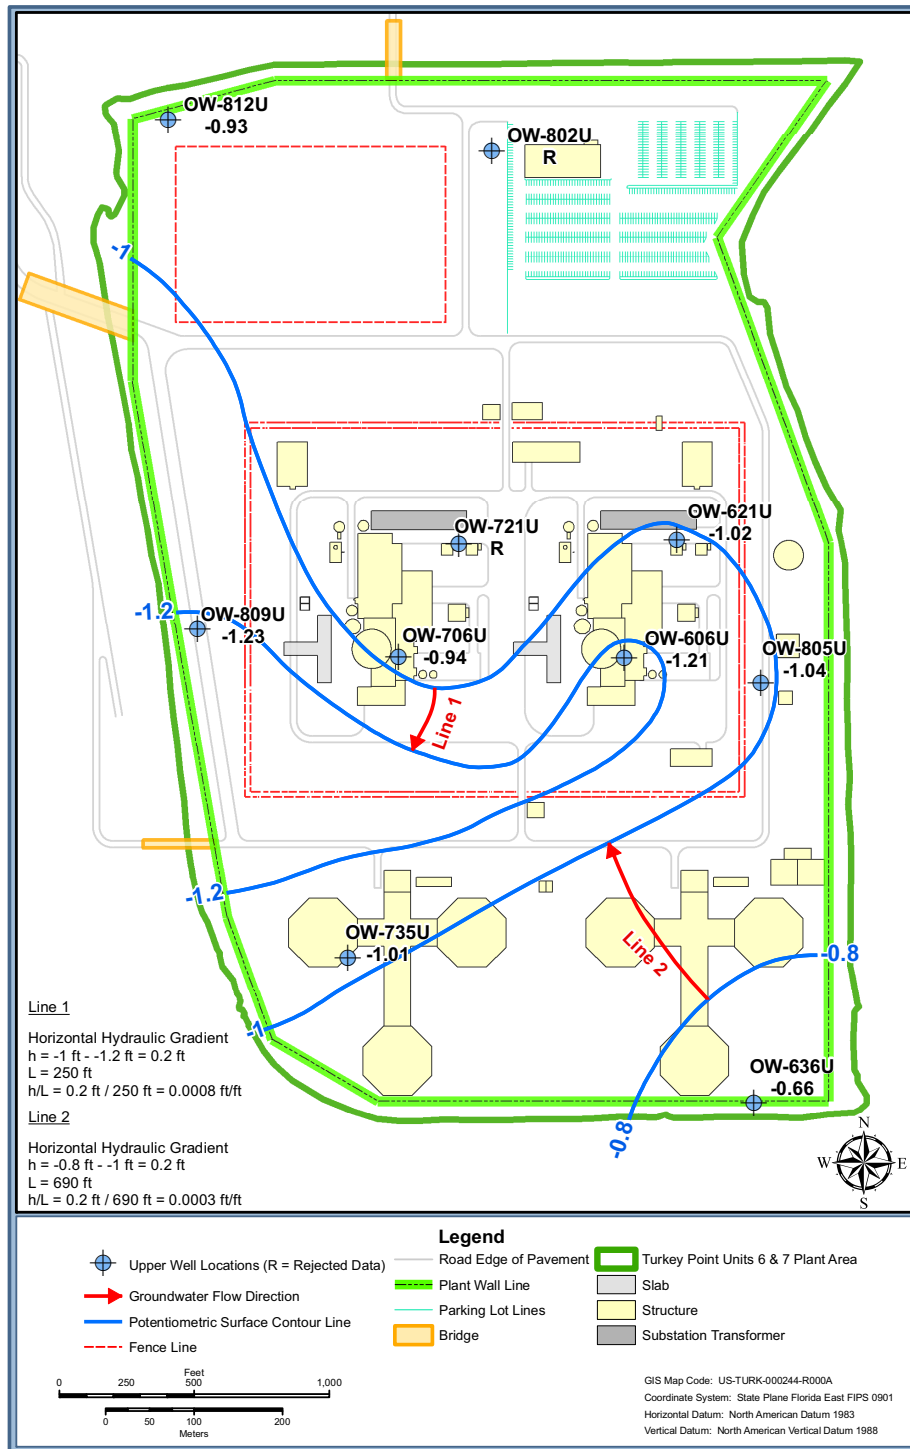 OW-812U
-0.93
OW-802U
R
-1
OW-721U
R
OW-621U
-1.02
-1.2
OW-809U
-1.23
OW-706U
-0.94
OW-606U
-1.21
OW-805U
-1.04
Line 1
-1.2
OW-735U
-1.01
Line 2
-0.8
-1
OW-636U
-0.66
-0.8
Line 1
Horizontal Hydraulic Gradient
h = -1 ft - -1.2 ft = 0.2 ft
L = 250 ft
h/L = 0.2 ft / 250 ft = 0.0008 ft/ft
Line 2
Horizontal Hydraulic Gradient
h = -0.8 ft - -1 ft = 0.2 ft
L = 690 ft
h/L = 0.2 ft / 690 ft = 0.0003 ft/ft
N
W E
S
Legend
Upper Well Locations (R = Rejected Data)
Groundwater Flow Direction
Potentiometric Surface Contour Line
Fence Line
Road Edge of Pavement
Plant Wall Line
Parking Lot Lines
Bridge
Turkey Point Units 6 & 7 Plant Area
Slab
Structure
Substation Transformer
Feet
0 250 500 1,000
0 50 100 200
Meters
GIS Map Code: US-TURK-000244-R000A
Coordinate System: State Plane Florida East FIPS 0901
Horizontal Datum: North American Datum 1983
Vertical Datum: North American Vertical Datum 1988